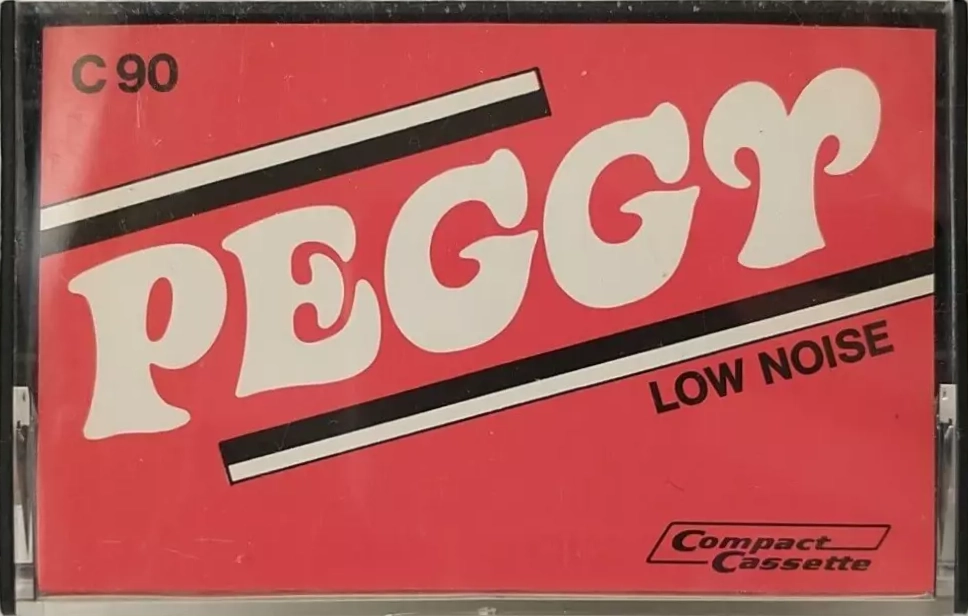 C 90
PEGGY
LOW NOISE
Compact
Cassette